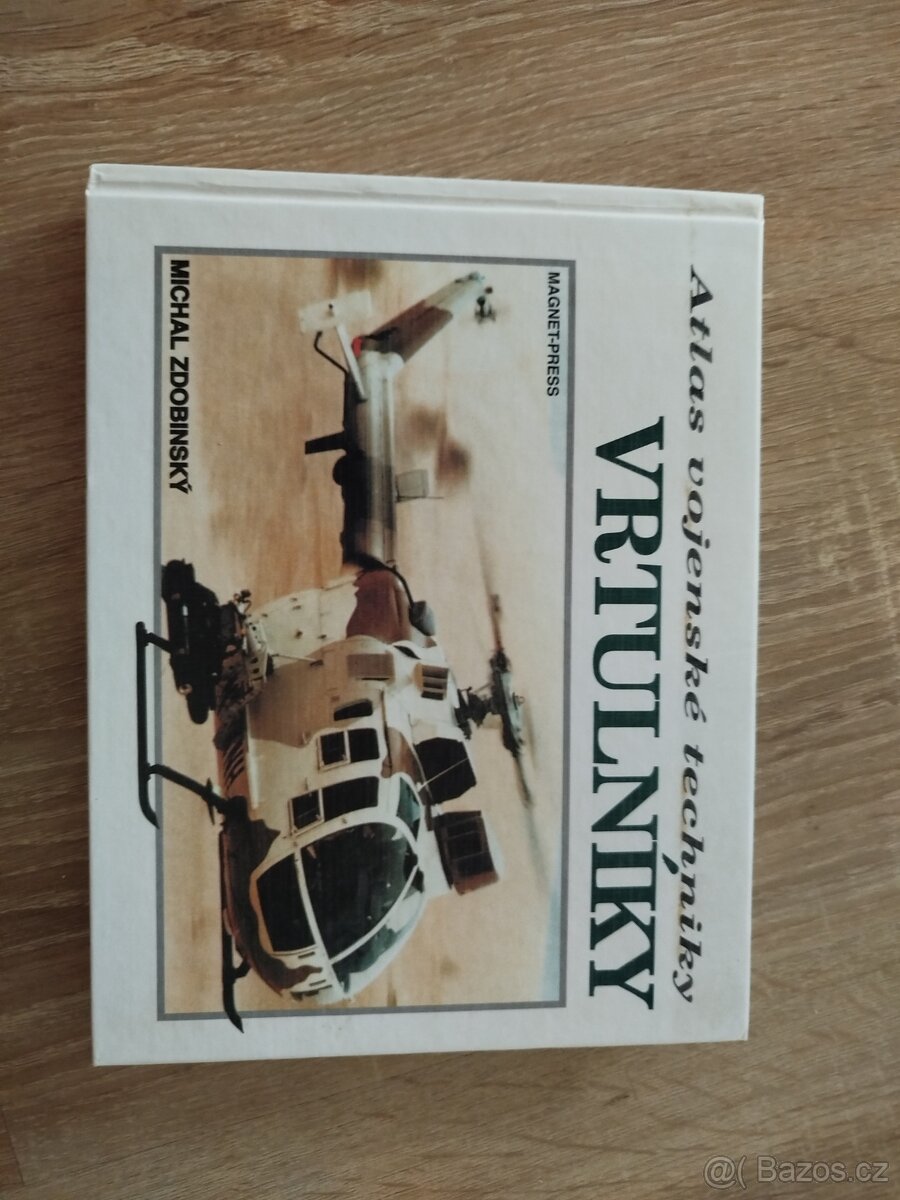 Atlas vojenské techniky
VRTULNÍKY
MAGNET-PRESS
MICHAL ZDOBINSKÝ
@( Bazos.cz